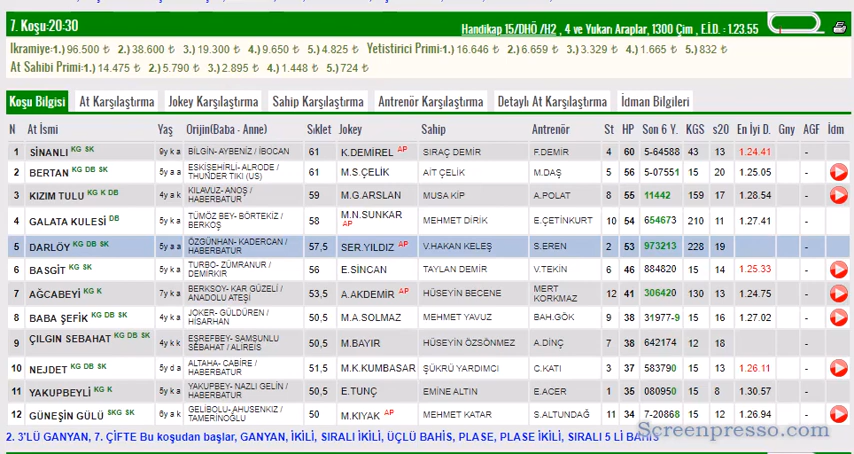 7. Koşu:20:30
Handikap 15/DHÖ /H2 , 4 ve Yukarı Araplar, 1300 Çim , E.İ.D. : 1.23.55
İkramiye:1.) 96.500 ₺ 2.) 38.600 ₺ 3.) 19.300 ₺ 4.) 9.650 ₺ 5.) 4.825 ₺ Yetistirici Primi:1.) 16.646 ₺ 2.) 6.659 ₺ 3.) 3.329 ₺ 4.) 1.665 ₺ 5.) 832 ₺
At Sahibi Primi:1.) 14.475 ₺ 2.) 5.790 ₺ 3.) 2.895 ₺ 4.) 1.448 ₺ 5.) 724 ₺
Koşu Bilgisi At Karşılaştırma Jokey Karşılaştırma Sahip Karşılaştırma Antrenör Karşılaştırma Detaylı At Karşılaştırma İdman Bilgileri
N At İsmi Yaş Orijin(Baba - Anne) Sıklet Jokey Sahip Antrenör St HP Son 6 Y. KGS s20 En İyi D. Gny AGF İdm
1 SİNANLI KG SK 9y k a BİLGİN- AYBENİZ / İBOCAN 61 K.DEMİREL AP SIRAÇ DEMİR F.DEMİR 4 60 5-64588 43 13 1.24.41 -
2 BERTAN KG DB SK 5y a a ESKİŞEHİRLİ- ALRODE / THUNDER TIKI (US) 61 M.S.ÇELİK AİT ÇELİK M.DAŞ 5 56 5-07551 15 20 1.25.05 -
3 KIZIM TULU KG K DB 4y k k KILAVUZ- ANOŞ / HABERBATUR 59 M.G.ARSLAN MUSA KİP A.POLAT 8 55 11442 159 17 1.28.54 -
4 GALATA KULESİ DB 5y k a TÜMÖZ BEY- BÖRTEKİZ / BERKOŞ 58 M.N.SUNKAR AP MEHMET DİRİK E.ÇETİNKURT 10 54 654673 210 11 1.27.41 -
5 DARLÖY KG DB SK 5y a a ÖZGÜNHAN- KADERCAN / HABERBATUR 57,5 SER.YILDIZ AP V.HAKAN KELEŞ S.EREN 2 53 973213 228 19 -
6 BASGİT KG SK 5y k a TURBO- ZÜMRANUR / DEMİRKIR 56 E.SİNCAN TAYLAN DEMİR V.TEKİN 6 46 884820 15 14 1.25.33 -
7 AĞCABEYİ KG K 7y k a BERKSOY- KAR GÜZELİ / ANADOLU ATEŞİ 53,5 A.AKDEMİR AP HÜSEYİN BECENE MERT KORKMAZ 12 41 306420 130 13 1.24.75 -
8 BABA ŞEFİK KG DB 4y k a JOKER- GÜLDÜREN / HİSARHAN 50,5 M.A.SOLMAZ MEHMET YAVUZ BAH.GÖK 9 38 31977-9 15 16 1.27.02 -
9 ÇILGIN SEBAHAT KG DB SK 4y k k EŞREFBEY- SAMSUNLU SEBAHAT / ALİREİS 50,5 M.BAYIR HÜSEYİN ÖZSÖNMEZ A.DİNÇ 7 38 642174 12 18 -
10 NEJDET KG DB SK 5y d a ALTAHA- CABİRE / HABERBATUR 51,5 M.K.KUMBASAR ŞÜKRÜ YARDIMCI C.KATI 3 37 583790 15 13 1.26.11 -
11 YAKUPBEYLİ KG K 5y k a YAKUPBEY- NAZLI GELİN / HABERBATUR 50,5 E.TUNÇ EMİNE ALTIN E.ACER 1 35 080950 15 8 1.30.57 -
12 GÜNEŞİN GÜLÜ SKG SK 8y a k GELİBOLU- AHUSENKIZ / TAMERİNOĞLU 50 M.KIYAK AP MEHMET KATAR S.ALTUNDAĞ 11 34 7-20868 15 12 1.26.94 -
2. 3'LÜ GANYAN, 7. ÇİFTE Bu koşudan başlar, GANYAN, İKİLİ, SIRALI İKİLİ, ÜÇLÜ BAHİS, PLASE, PLASE İKİLİ, SIRALI 5 Lİ BAHİS
Screenpresso.com